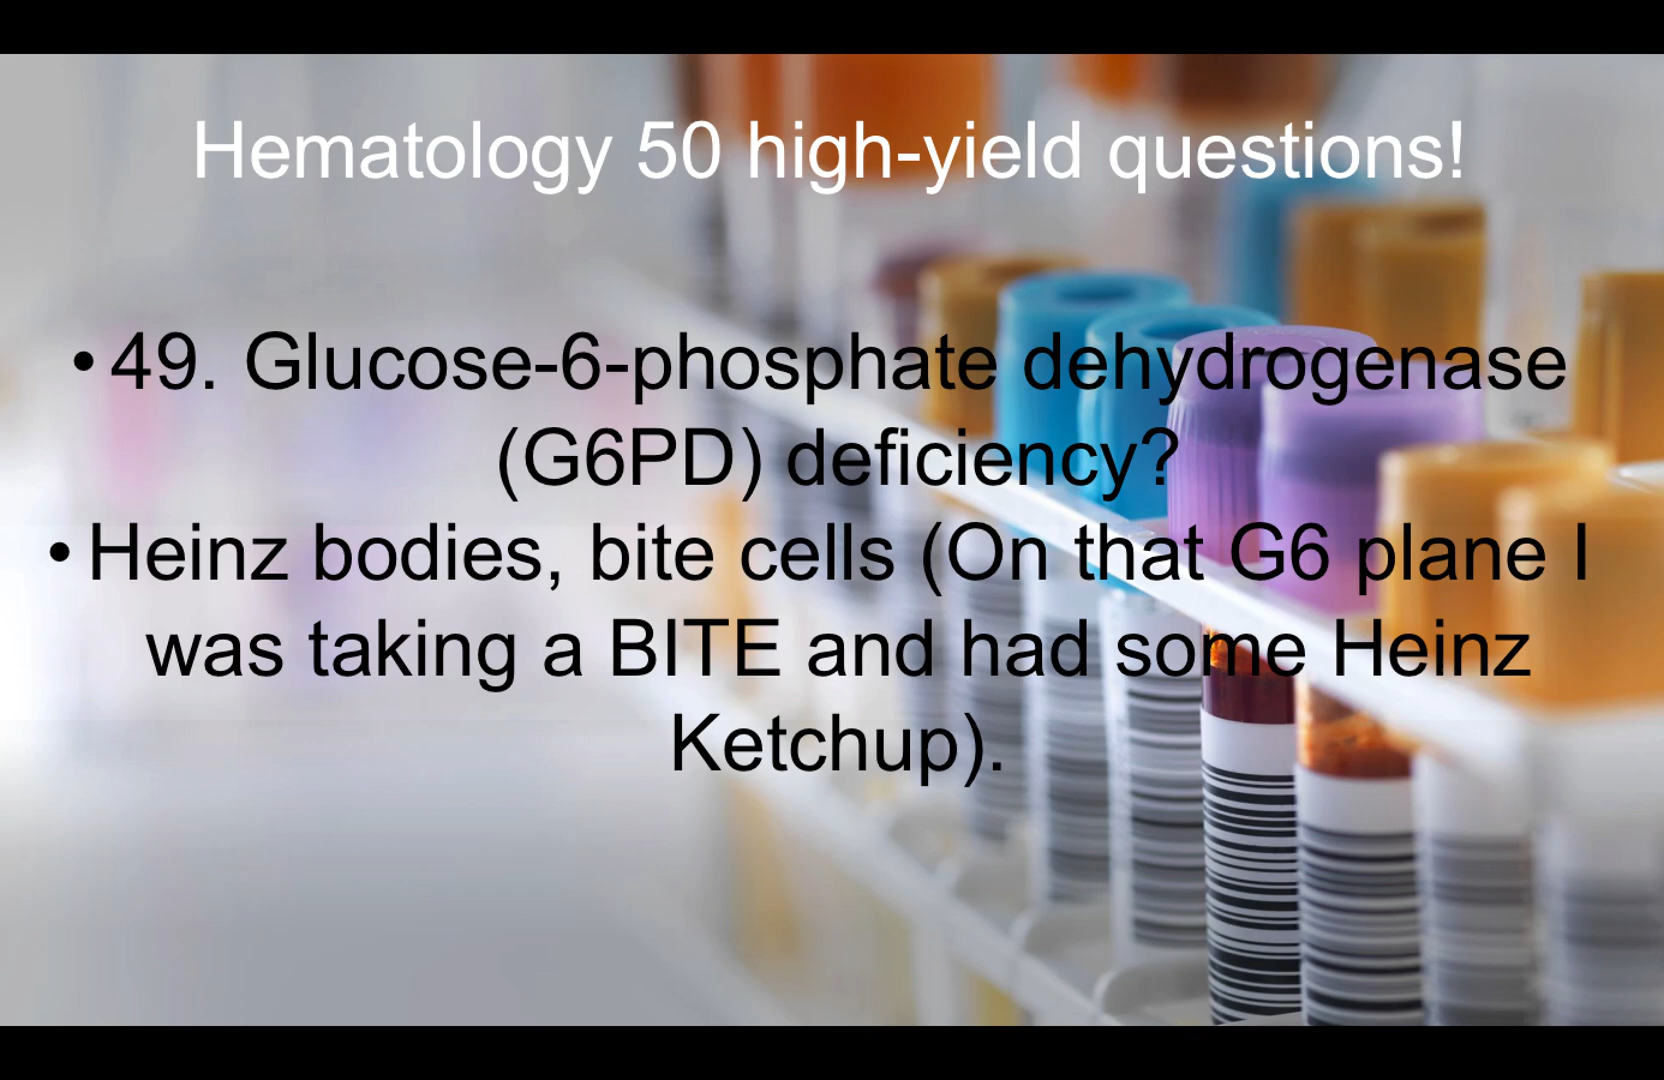 Hematology 50 high-yield questions!
• 49. Glucose-6-phosphate dehydrogenase
(G6PD) deficiency?
• Heinz bodies, bite cells (On that G6 plane I
was taking a BITE and had some Heinz
Ketchup).